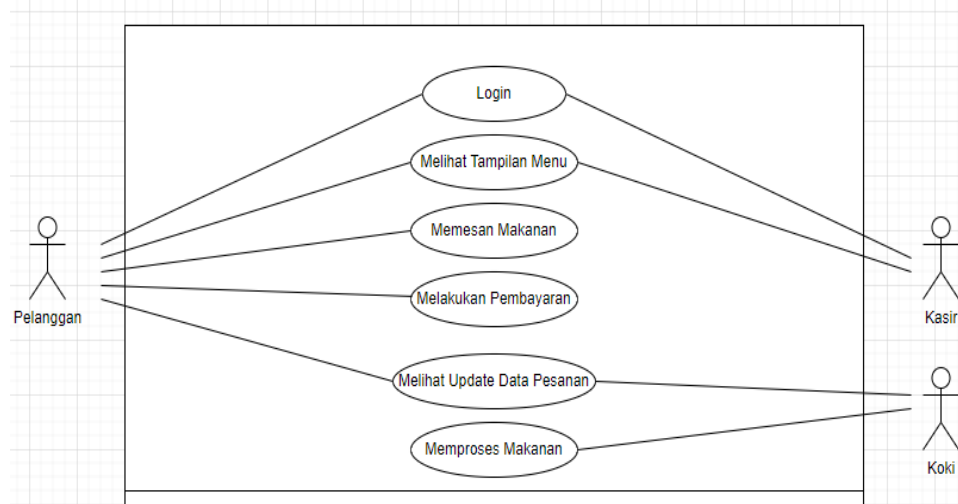 Login
Melihat Tampilan Menu
Memesan Makanan
Melakukan Pembayaran
Pelanggan
Kasir
Melihat Update Data Pesanan
Memproses Makanan
Koki